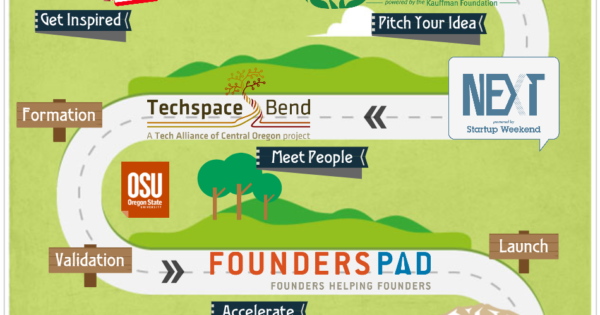 powered by the Kauffman Foundation
Get Inspired
Pitch Your Idea
NEXT
powered by
Startup Weekend
Formation
Techspace Bend
A Tech Alliance of Central Oregon project
Meet People
OSU
Oregon State
UNIVERSITY
Launch
Validation
FOUNDERSPAD
FOUNDERS HELPING FOUNDERS
Accelerate